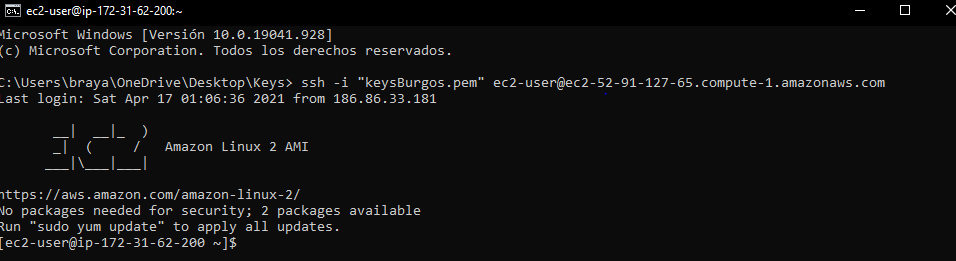 ec2-user@ip-172-31-62-200:~
Microsoft Windows [Versión 10.0.19041.928]
(c) Microsoft Corporation. Todos los derechos reservados.
C:\Users\braya\OneDrive\Desktop\Keys> ssh -i "keysBurgos.pem" ec2-user@ec2-52-91-127-65.compute-1.amazonaws.com
Last login: Sat Apr 17 01:06:36 2021 from 186.86.33.181
       __|  __|_  )
       _|  (     /   Amazon Linux 2 AMI
      ___|\___|___|
https://aws.amazon.com/amazon-linux-2/
No packages needed for security; 2 packages available
Run "sudo yum update" to apply all updates.
[ec2-user@ip-172-31-62-200 ~]$